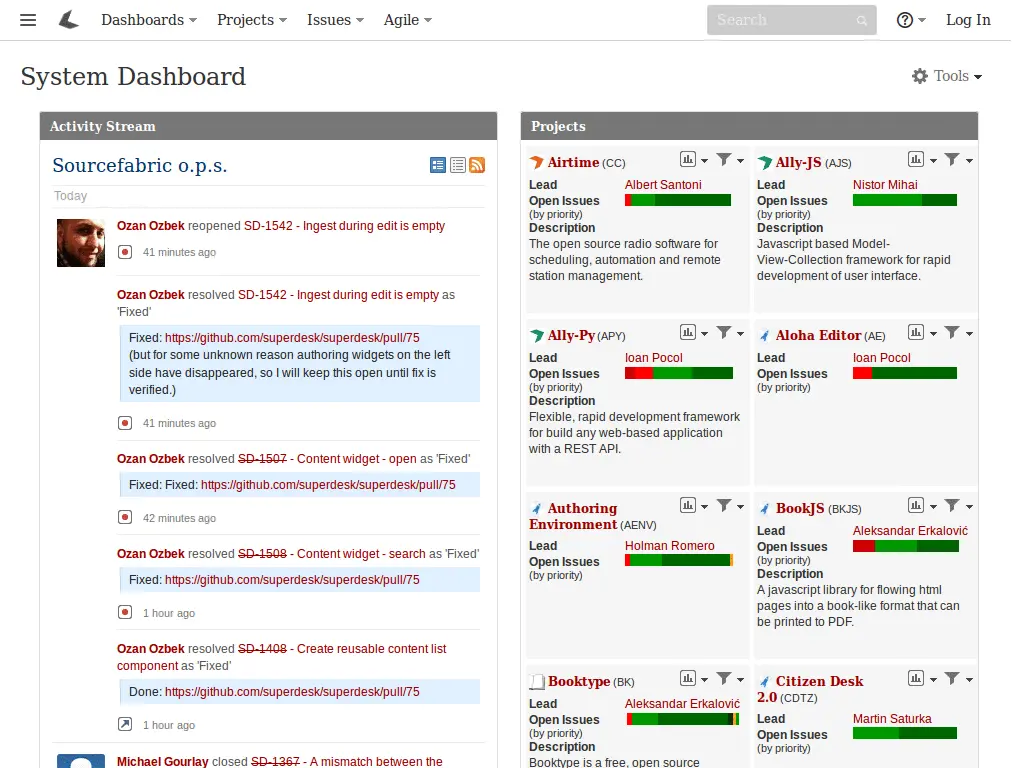 Dashboards Projects Issues Agile Search ? Log In
System Dashboard
Tools
Activity Stream
Sourcefabric o.p.s.
Today
Ozan Ozbek reopened SD-1542 - Ingest during edit is empty
41 minutes ago
Ozan Ozbek resolved SD-1542 - Ingest during edit is empty as
'Fixed'
Fixed: https://github.com/superdesk/superdesk/pull/75
(but for some unknown reason authoring widgets on the left
side have disappeared, so I will keep this open until fix is
verified.)
41 minutes ago
Ozan Ozbek resolved SD-1507 - Content widget - open as 'Fixed'
Fixed: Fixed: https://github.com/superdesk/superdesk/pull/75
42 minutes ago
Ozan Ozbek resolved SD-1508 - Content widget - search as 'Fixed'
Fixed: https://github.com/superdesk/superdesk/pull/75
1 hour ago
Ozan Ozbek resolved SD-1408 - Create reusable content list
component as 'Fixed'
Done: https://github.com/superdesk/superdesk/pull/75
1 hour ago
Michael Gourlay closed SD-1367 - A mismatch between the
Projects
Airtime (CC)
Lead Albert Santoni
Open Issues
(by priority)
Description
The open source radio software for
scheduling, automation and remote
station management.
Ally-JS (AJS)
Lead Nistor Mihai
Open Issues
(by priority)
Description
Javascript based Model-
View-Collection framework for rapid
development of user interface.
Ally-Py (APY)
Lead Ioan Pocol
Open Issues
(by priority)
Description
Flexible, rapid development framework
for build any web-based application
with a REST API.
Aloha Editor (AE)
Lead Ioan Pocol
Open Issues
(by priority)
Authoring
Environment (AENV)
Lead Holman Romero
Open Issues
(by priority)
BookJS (BKJS)
Lead Aleksandar Erkalović
Open Issues
(by priority)
Description
A javascript library for flowing html
pages into a book-like format that can
be printed to PDF.
Booktype (BK)
Lead Aleksandar Erkalović
Open Issues
(by priority)
Description
Booktype is a free, open source
Citizen Desk
2.0 (CDTZ)
Lead Martin Saturka
Open Issues
(by priority)